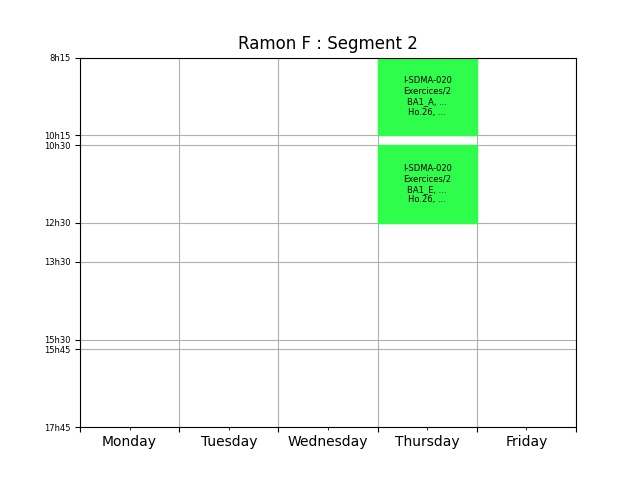 Ramon F : Segment 2
8h15
I-SDMA-020
Exercices/2
BA1_A, ...
Ho.26, ...
10h15
10h30
I-SDMA-020
Exercices/2
BA1_E, ...
Ho.26, ...
12h30
13h30
15h30
15h45
17h45
Monday Tuesday Wednesday Thursday Friday